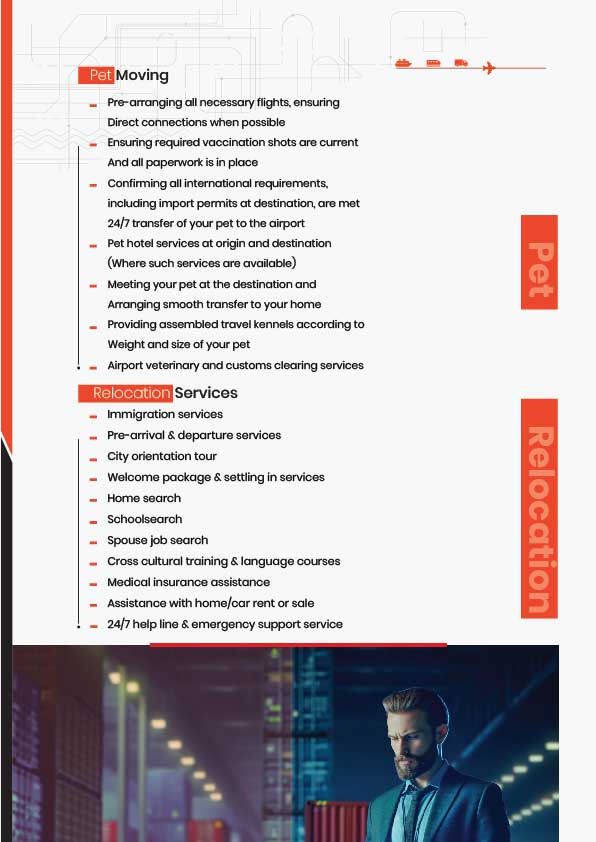 Pet Moving
Pre-arranging all necessary flights, ensuring
Direct connections when possible
Ensuring required vaccination shots are current
And all paperwork is in place
Confirming all international requirements,
including import permits at destination, are met
24/7 transfer of your pet to the airport
Pet hotel services at origin and destination
(Where such services are available)
Meeting your pet at the destination and
Arranging smooth transfer to your home
Providing assembled travel kennels according to
Weight and size of your pet
Airport veterinary and customs clearing services
Pet
Relocation Services
Immigration services
Pre-arrival & departure services
City orientation tour
Welcome package & settling in services
Home search
Schoolsearch
Spouse job search
Cross cultural training & language courses
Medical insurance assistance
Assistance with home/car rent or sale
24/7 help line & emergency support service
Relocation